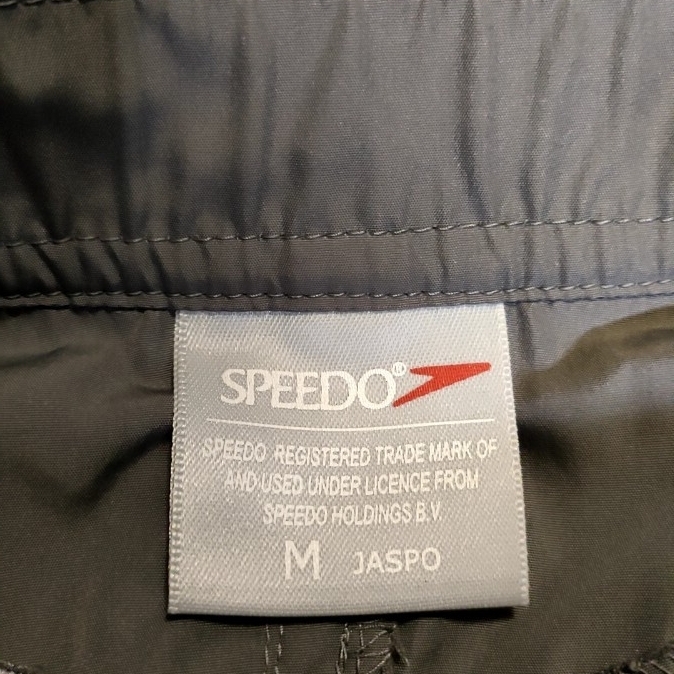 SPEEDO®
SPEEDO REGISTERED TRADE MARK OF
AND USED UNDER LICENCE FROM
SPEEDO HOLDINGS B.V.
M JASPO